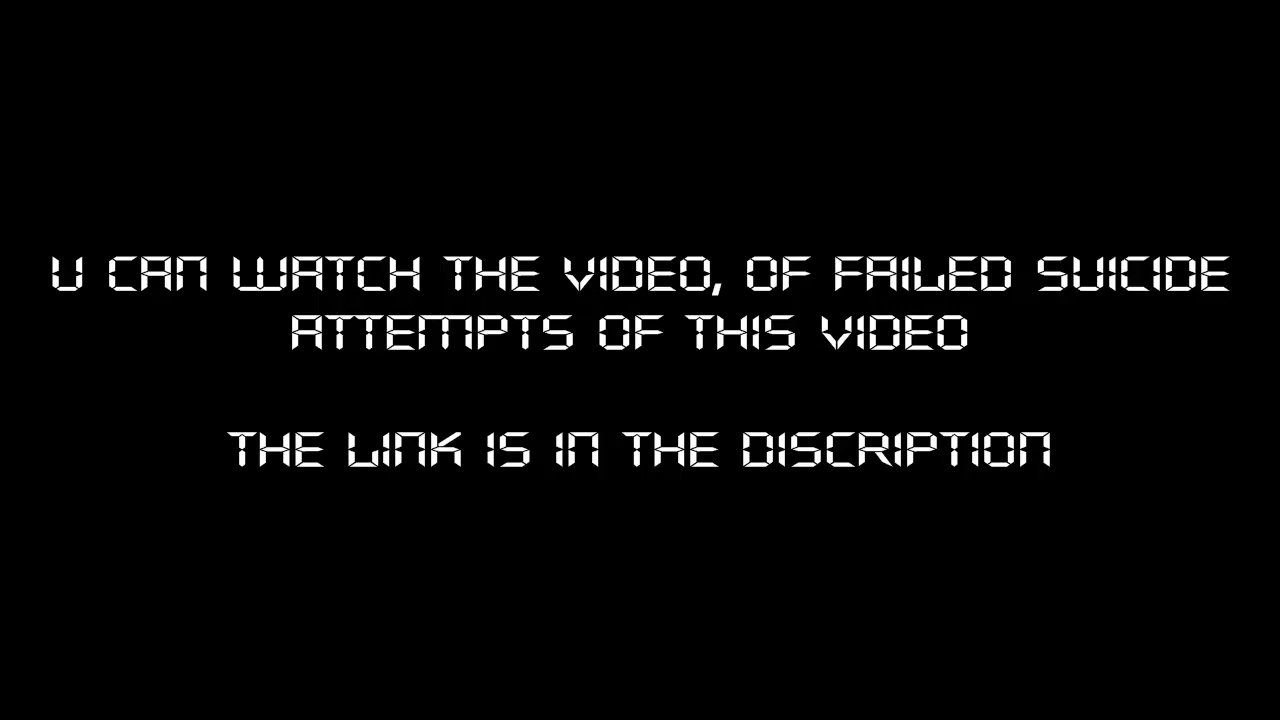 U CAN WATCH THE VIDEO, OF FAILED SUICIDE
ATTEMPTS OF THIS VIDEO
THE LINK IS IN THE DISCRIPTION